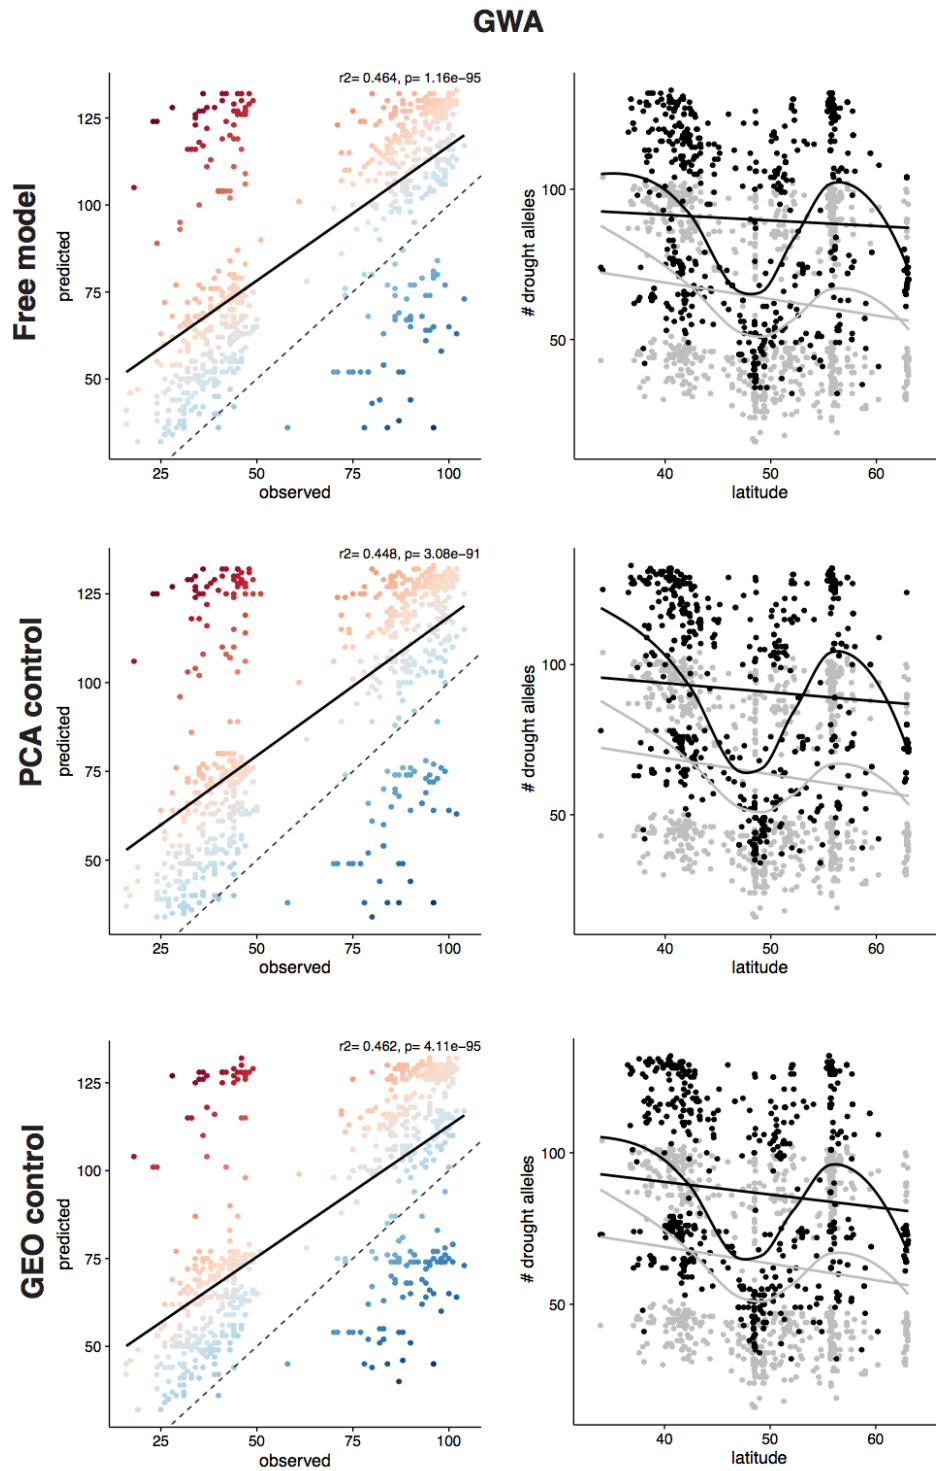 GWA
Free model
predicted
r2= 0.464, p= 1.16e−95
125
100
75
50
25
50
75
100
observed
# drought alleles
100
50
40
50
60
latitude
PCA control
predicted
r2= 0.448, p= 3.08e−91
125
100
75
50
25
50
75
100
observed
# drought alleles
100
50
40
50
60
latitude
GEO control
predicted
r2= 0.462, p= 4.11e−95
125
100
75
50
25
50
75
100
observed
# drought alleles
100
50
40
50
60
latitude